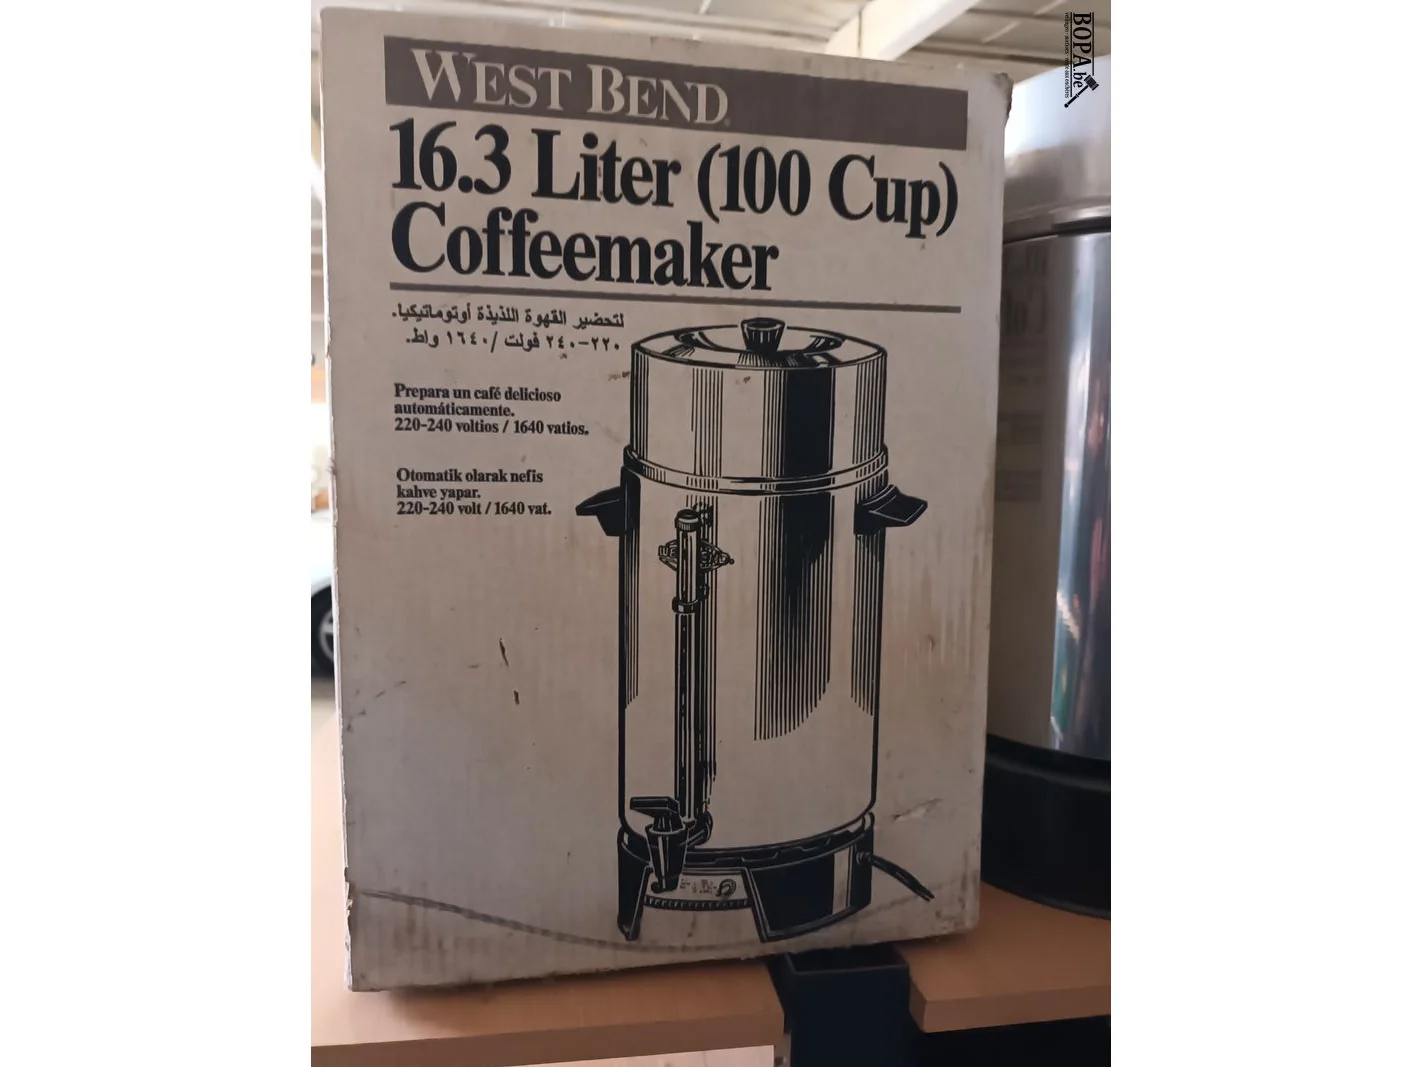 WEST BEND
16.3 Liter (100 Cup)
Coffeemaker
لتحضير القهوة اللذيذة أوتوماتيكيا.
٢٢٠-٢٤٠ فولت /١٦٤٠ واط.
Prepara un café delicioso
automáticamente.
220-240 voltios / 1640 vatios.
Otomatik olarak nefis
kahve yapar.
220-240 volt / 1640 vat.
BOPA.be